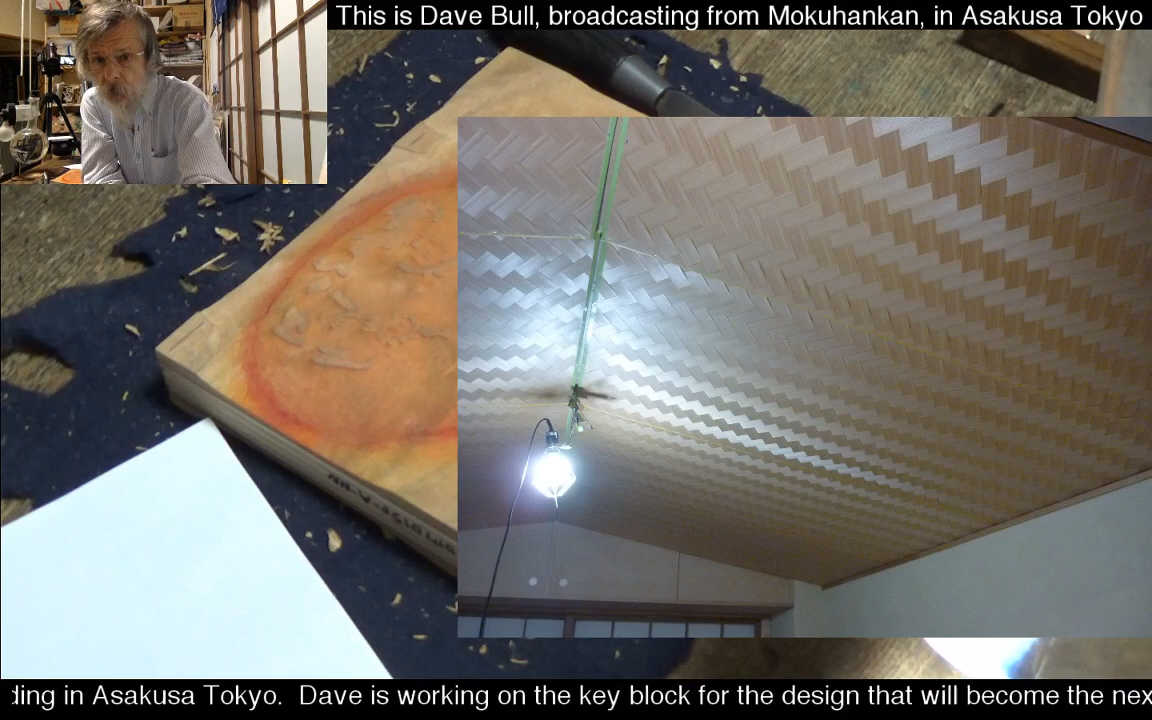 This is Dave Bull, broadcasting from Mokuhankan, in Asakusa Tokyo
ding in Asakusa Tokyo.  Dave is working on the key block for the design that will become the nex